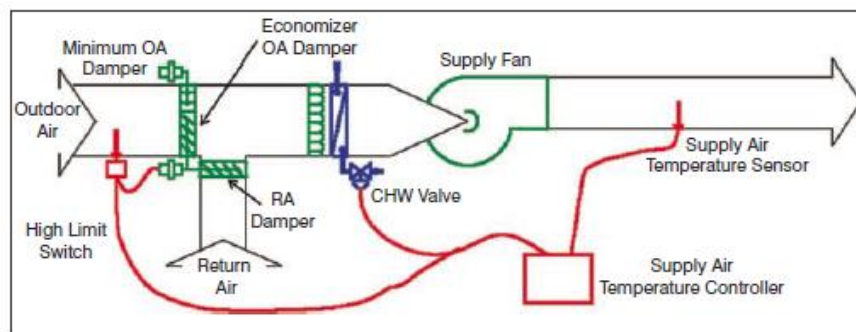 Economizer
OA Damper
Minimum OA
Damper
Supply Fan
Outdoor
Air
Supply Air
Temperature Sensor
CHW Valve
RA
Damper
High Limit
Switch
Return
Air
Supply Air
Temperature Controller